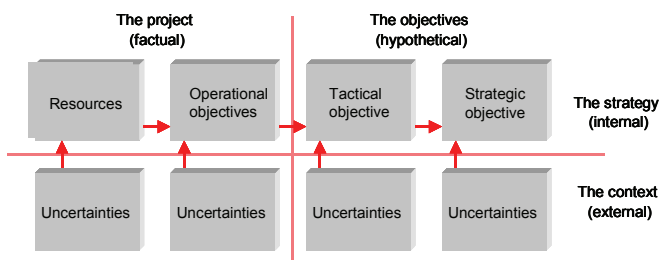 The project
(factual)
The objectives
(hypothetical)
Resources
Operational
objectives
Tactical
objective
Strategic
objective
The strategy
(internal)
Uncertainties
Uncertainties
Uncertainties
Uncertainties
The context
(external)